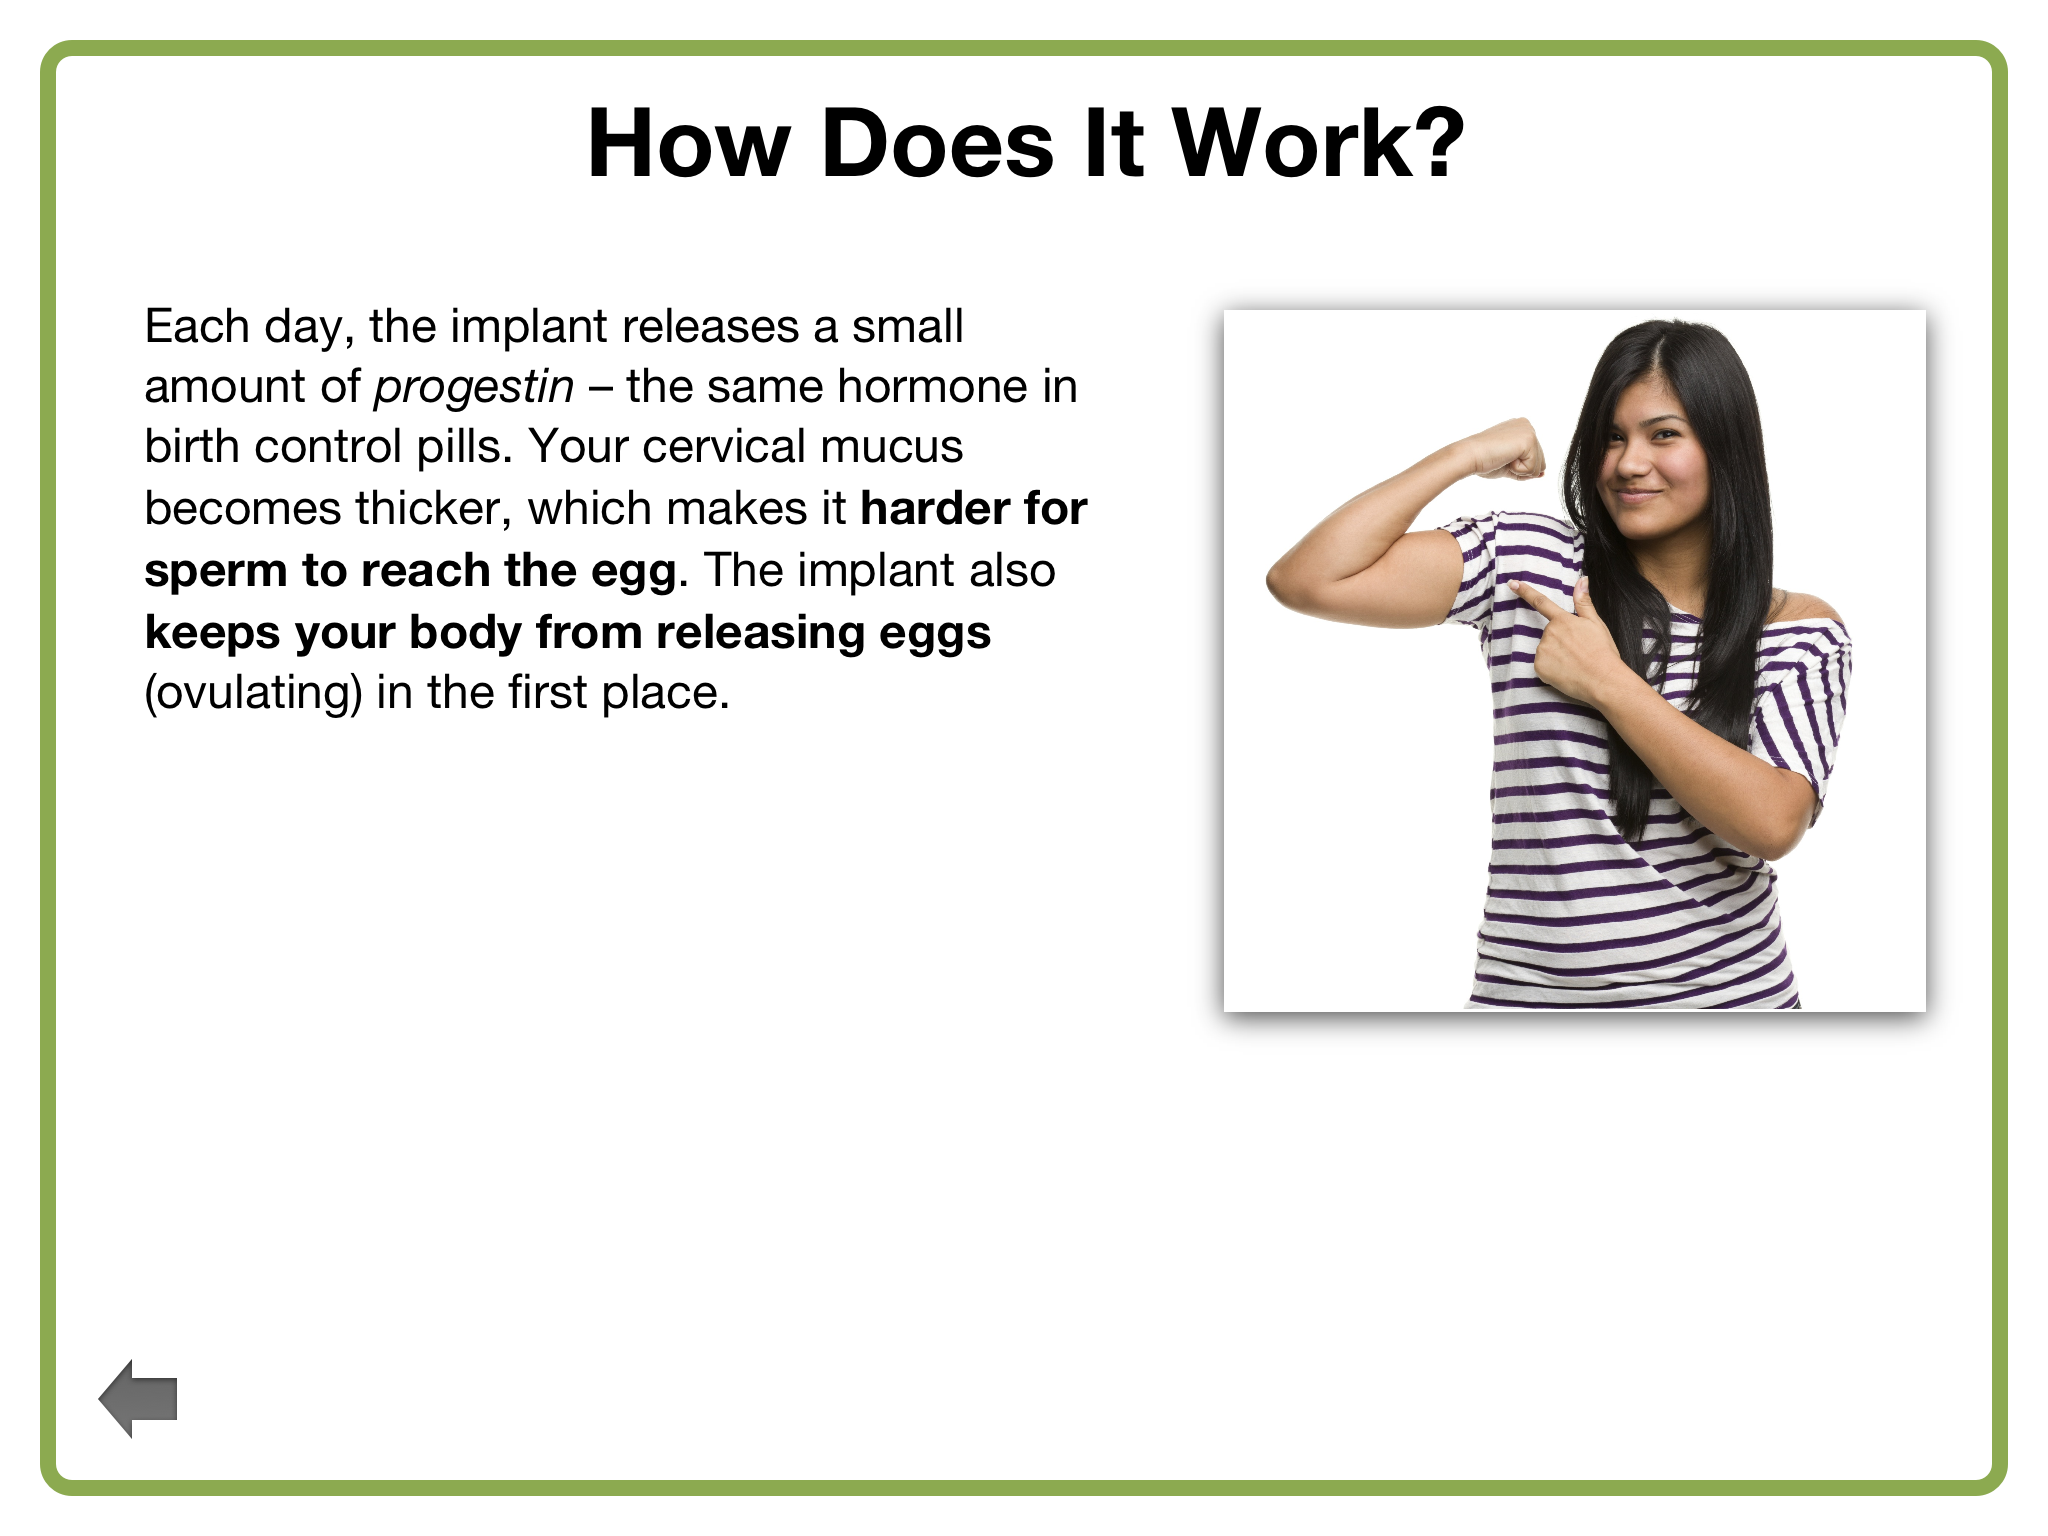 How Does It Work?
Each day, the implant releases a small
amount of progestin – the same hormone in
birth control pills. Your cervical mucus
becomes thicker, which makes it harder for
sperm to reach the egg. The implant also
keeps your body from releasing eggs
(ovulating) in the first place.